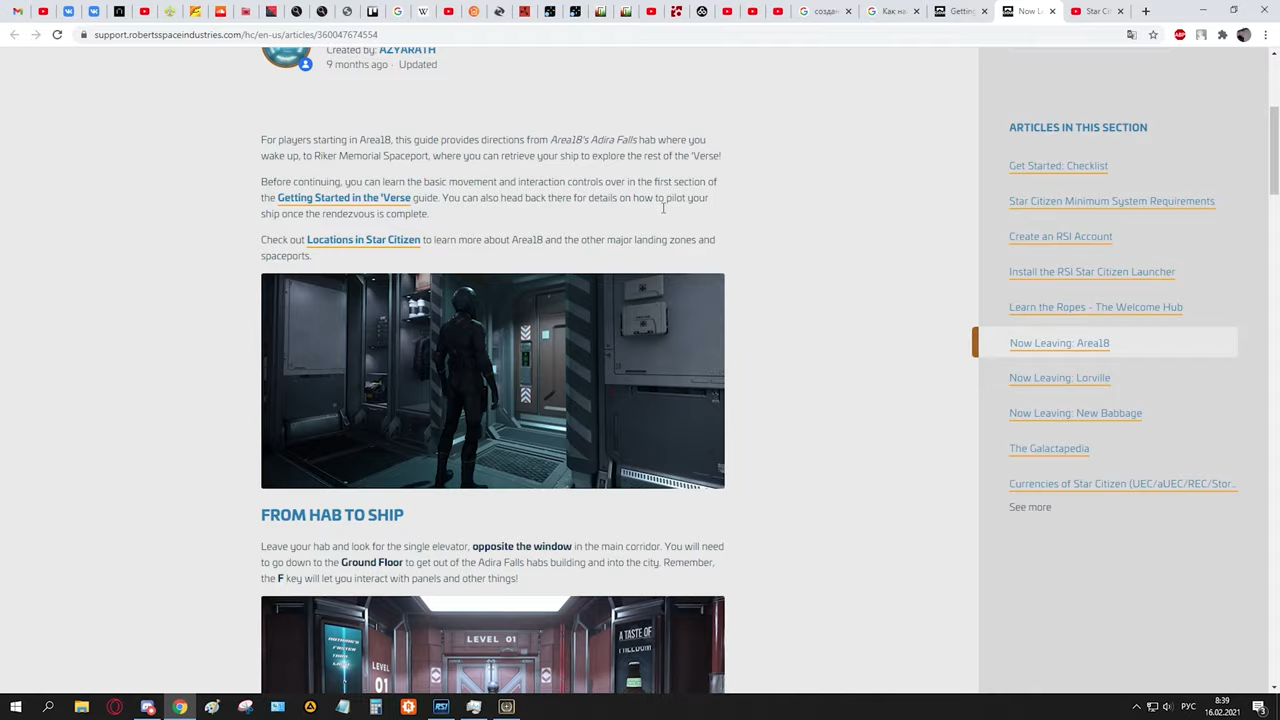 создан
Как на
Getting
Now L
Star Cit
support.robertsspaceindustries.com/hc/en-us/articles/360047674554
Created by: AZYARATH
9 months ago · Updated
For players starting in Area18, this guide provides directions from Area18's Adira Falls hab where you
wake up, to Riker Memorial Spaceport, where you can retrieve your ship to explore the rest of the 'Verse!
Before continuing, you can learn the basic movement and interaction controls over in the first section of
the Getting Started in the 'Verse guide. You can also head back there for details on how to pilot your
ship once the rendezvous is complete.
Check out Locations in Star Citizen to learn more about Area18 and the other major landing zones and
spaceports.
FROM HAB TO SHIP
Leave your hab and look for the single elevator, opposite the window in the main corridor. You will need
to go down to the Ground Floor to get out of the Adira Falls habs building and into the city. Remember,
the F key will let you interact with panels and other things!
LEVEL 01
LEVEL
01
A TASTE OF
FREEDOM
ARTICLES IN THIS SECTION
Get Started: Checklist
Star Citizen Minimum System Requirements
Create an RSI Account
Install the RSI Star Citizen Launcher
Learn the Ropes - The Welcome Hub
Now Leaving: Area18
Now Leaving: Lorville
Now Leaving: New Babbage
The Galactapedia
Currencies of Star Citizen (UEC/aUEC/REC/Stor...
See more
РУС
8:39
16.02.2021